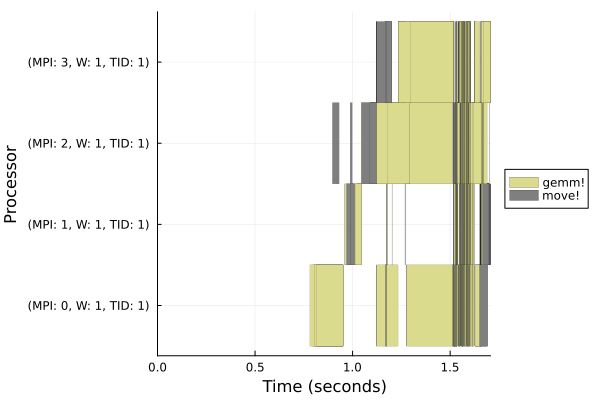 (MPI: 3, W: 1, TID: 1)
(MPI: 2, W: 1, TID: 1)
(MPI: 1, W: 1, TID: 1)
(MPI: 0, W: 1, TID: 1)
Processor
gemm!
move!
0.0 0.5 1.0 1.5
Time (seconds)